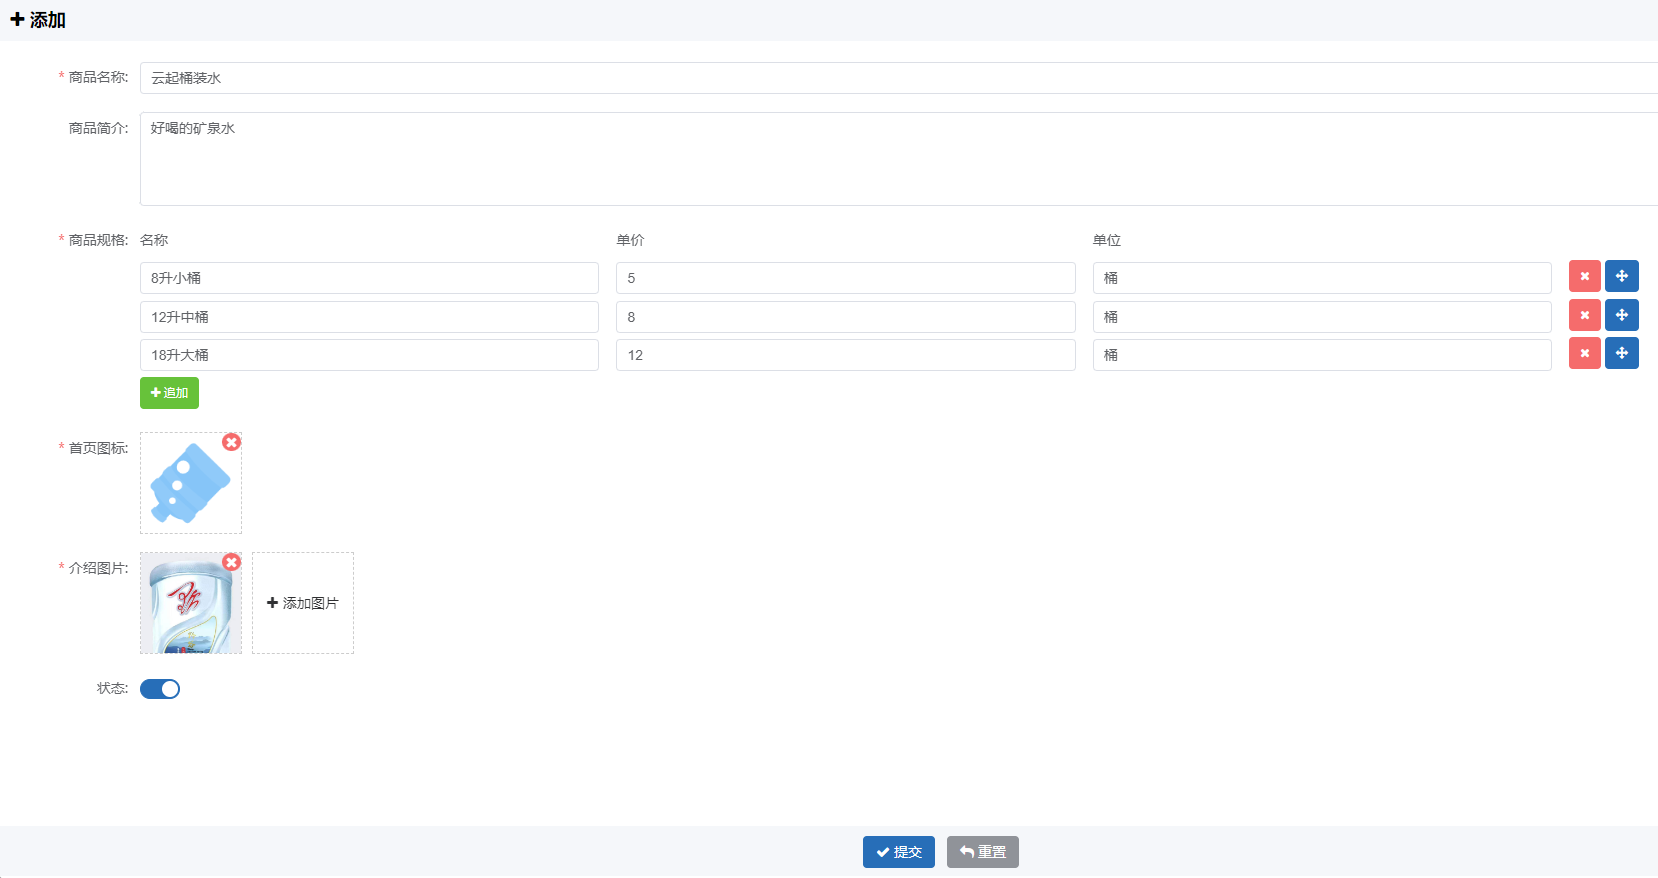 添加
* 商品名称: 云起桶装水
商品简介: 好喝的矿泉水
* 商品规格: 名称 单价 单位
8升小桶 5 桶
12升中桶 8 桶
18升大桶 12 桶
追加
* 首页图标:
* 介绍图片:
添加图片
状态:
提交 重置